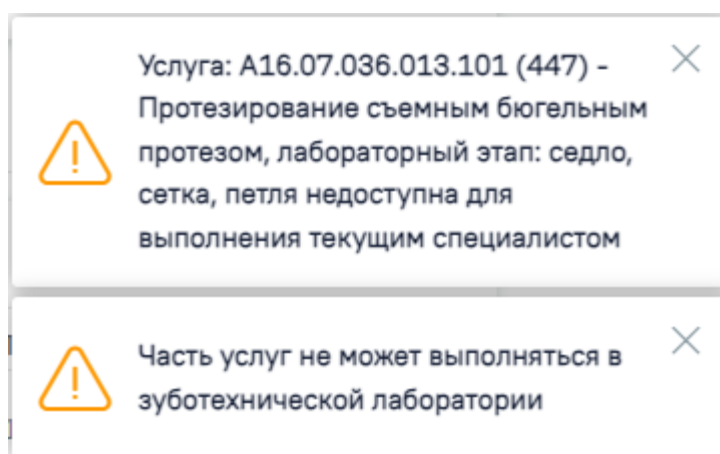 Услуга: A16.07.036.013.101 (447) -
Протезирование съемным бюгельным
протезом, лабораторный этап: седло,
сетка, петля недоступна для
выполнения текущим специалистом
Часть услуг не может выполняться в
зуботехнической лаборатории